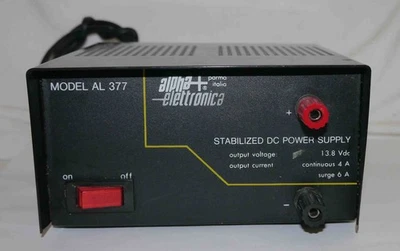 MODEL AL 377
alpha+® parma
italia
elettronica
+
STABILIZED DC POWER SUPPLY
output voltage: 13.8 Vdc
output current: continuous 4 A
surge 6 A
on off
−